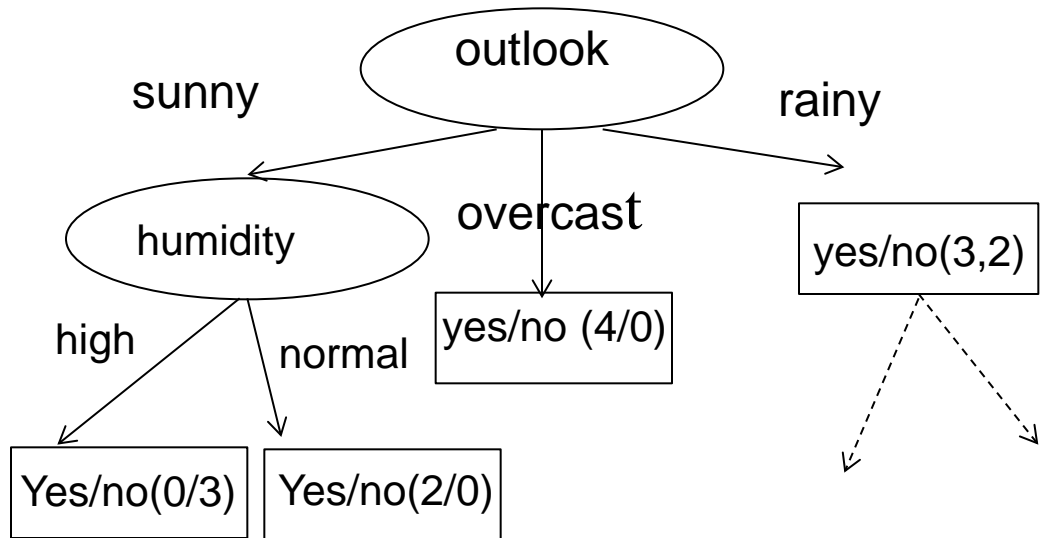 outlook
sunny
rainy
overcast
humidity
yes/no(3,2)
yes/no (4/0)
high
normal
Yes/no(0/3)
Yes/no(2/0)